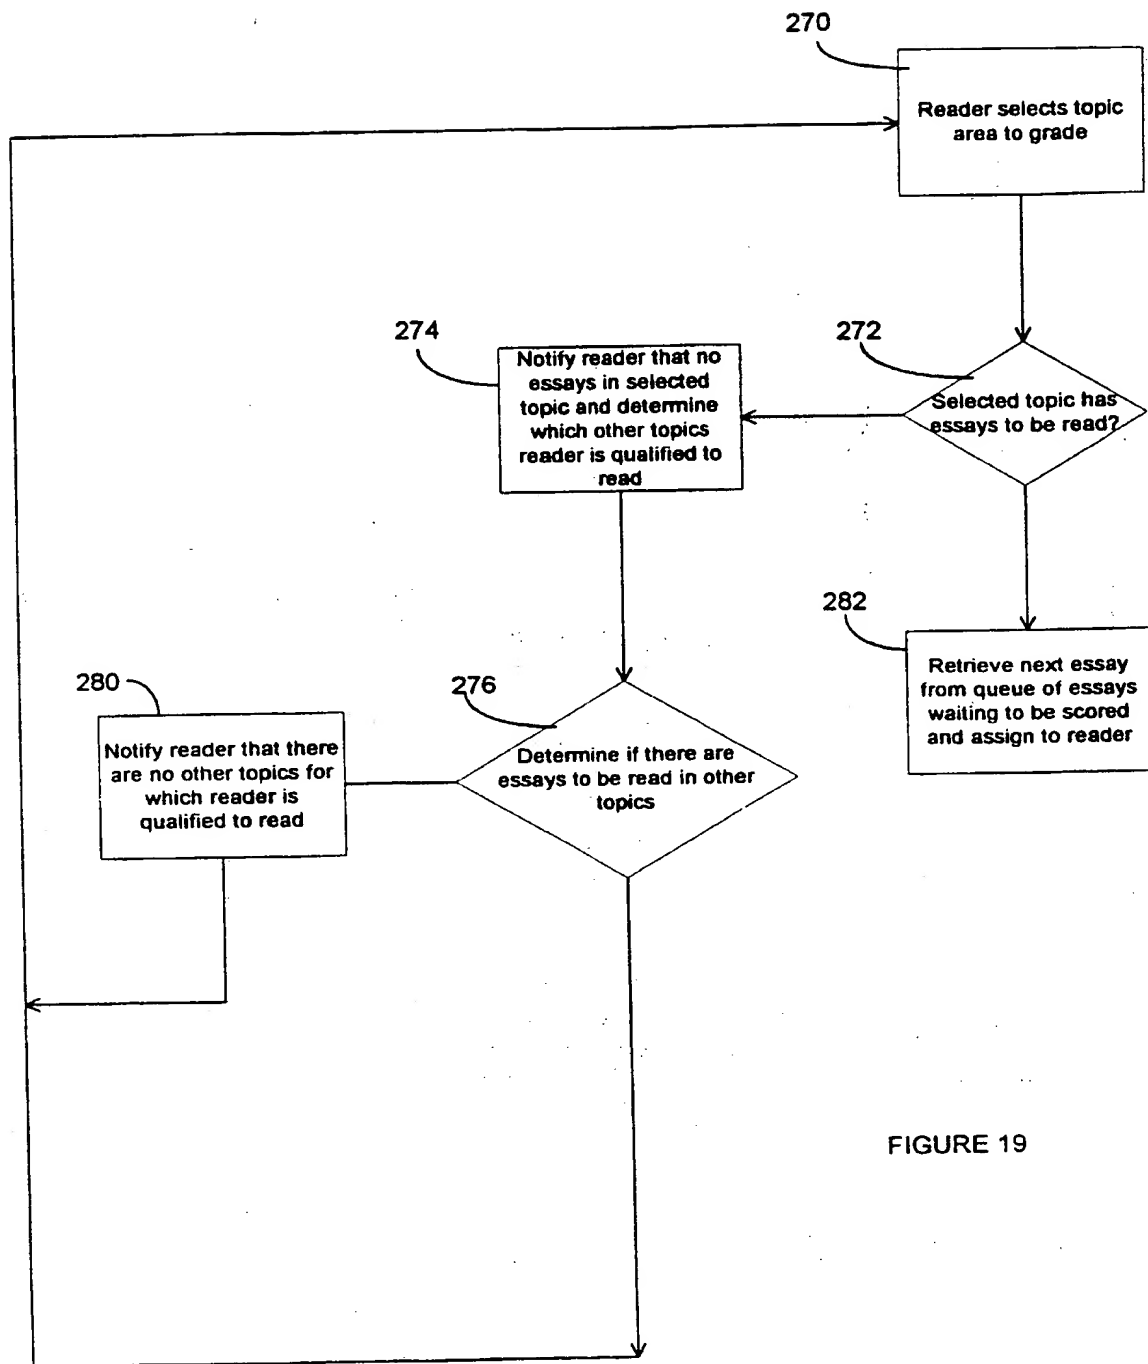 270
Reader selects topic
area to grade
274
272
Notify reader that no
essays in selected
topic and determine
which other topics
reader is qualified to
read
Selected topic has
essays to be read?
282
Retrieve next essay
from queue of essays
waiting to be scored
and assign to reader
280
276
Notify reader that there
are no other topics for
which reader is
qualified to read
Determine if there are
essays to be read in other
topics
FIGURE 19